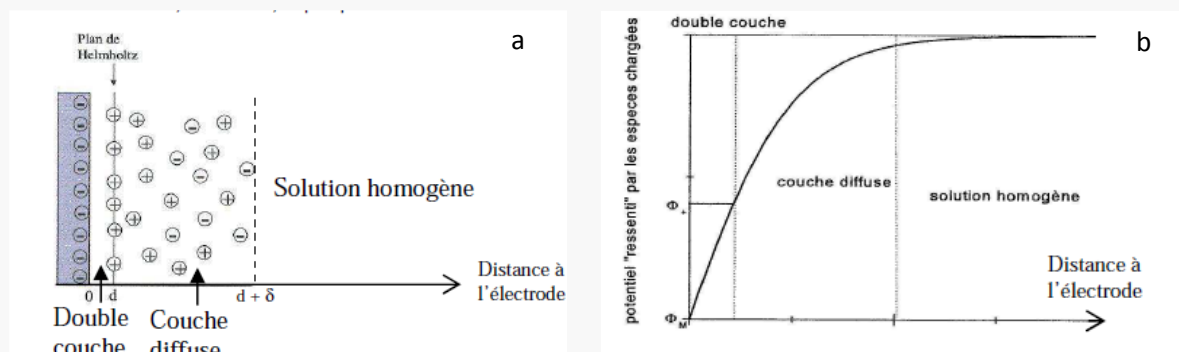 Plan de
Helmholtz
a
Solution homogène
0 d
d + δ
Distance à
l'électrode
Double
couche
Couche
diffuse
double couche
b
potentiel "ressenti" par les especes chargées
couche diffuse
solution homogène
Φ+
ΦM
Distance à
l'électrode